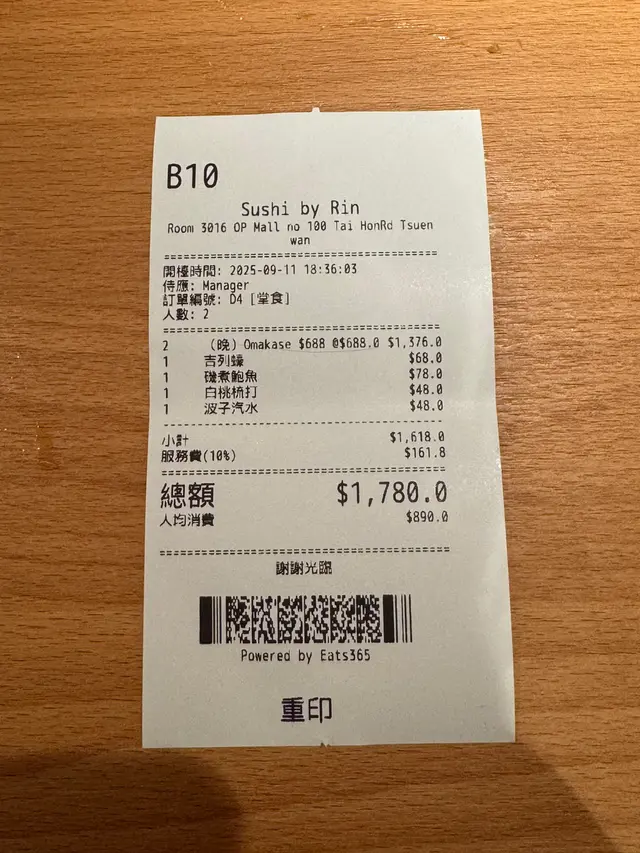 B10
Sushi by Rin
Room 3016 OP Mall no 100 Tai HonRd Tsuen
wan
開檯時間: 2025-09-11 18:36:03
侍應: Manager
訂單編號: D4 [堂食]
人數: 2
2 (晚) Omakase $688 @$688.0 $1,376.0
1 吉列蠔 $68.0
1 磯煮鮑魚 $78.0
1 白桃梳打 $48.0
1 波子汽水 $48.0
小計 $1,618.0
服務費(10%) $161.8
總額 $1,780.0
人均消費 $890.0
謝謝光臨
Powered by Eats365
重印